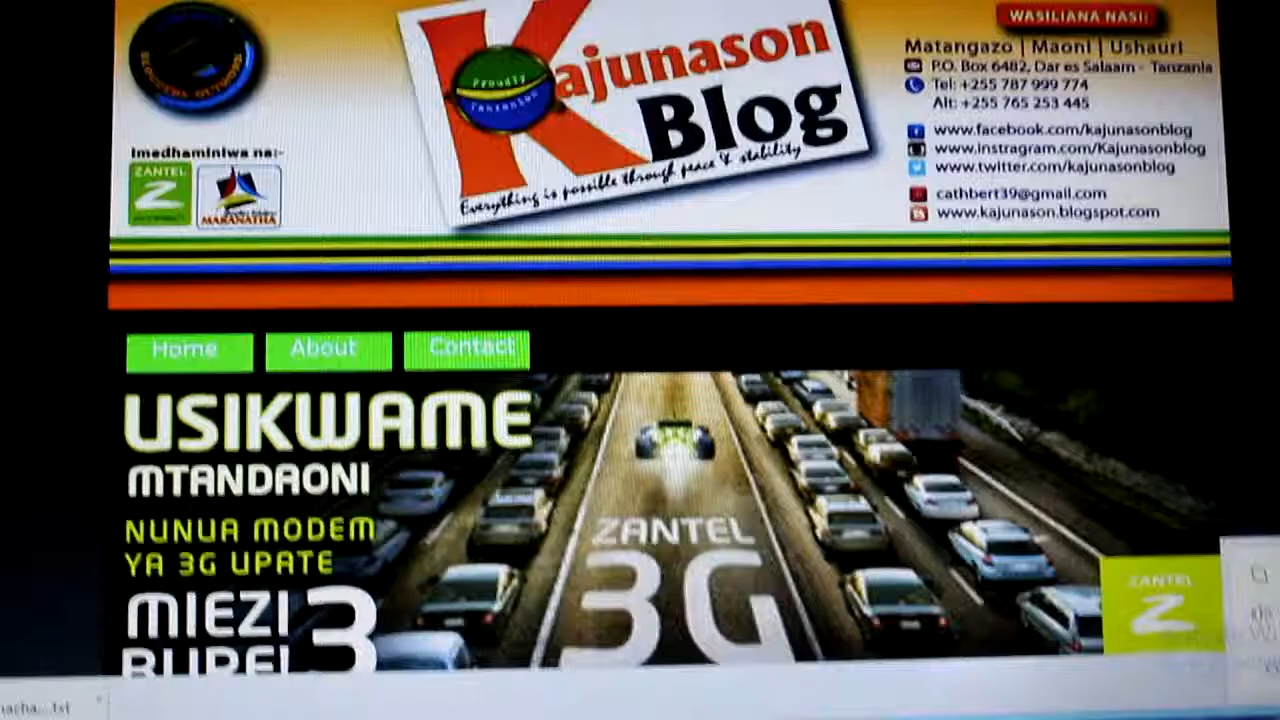 Kajunason
Blog
Proudly
Tanzanian
Everything is possible through peace & stability
Imedhaminiwa na:-
ZANTEL
Z
MARANATHA
WASILIANA NASI:
Matangazo | Maoni | Ushauri
P.O. Box 6482, Dar es Salaam - Tanzania
Tel: +255 787 999 774
Alt: +255 765 253 445
www.facebook.com/kajunasonblog
www.instragram.com/Kajunasonblog
www.twitter.com/kajunasonblog
cathbert39@gmail.com
www.kajunason.blogspot.com
Home About Contact
USIKWAME
MTANDAONI
NUNUA MODEM
YA 3G UPATE
MIEZI 3
BURE!
ZANTEL
3G
ZANTEL
Z